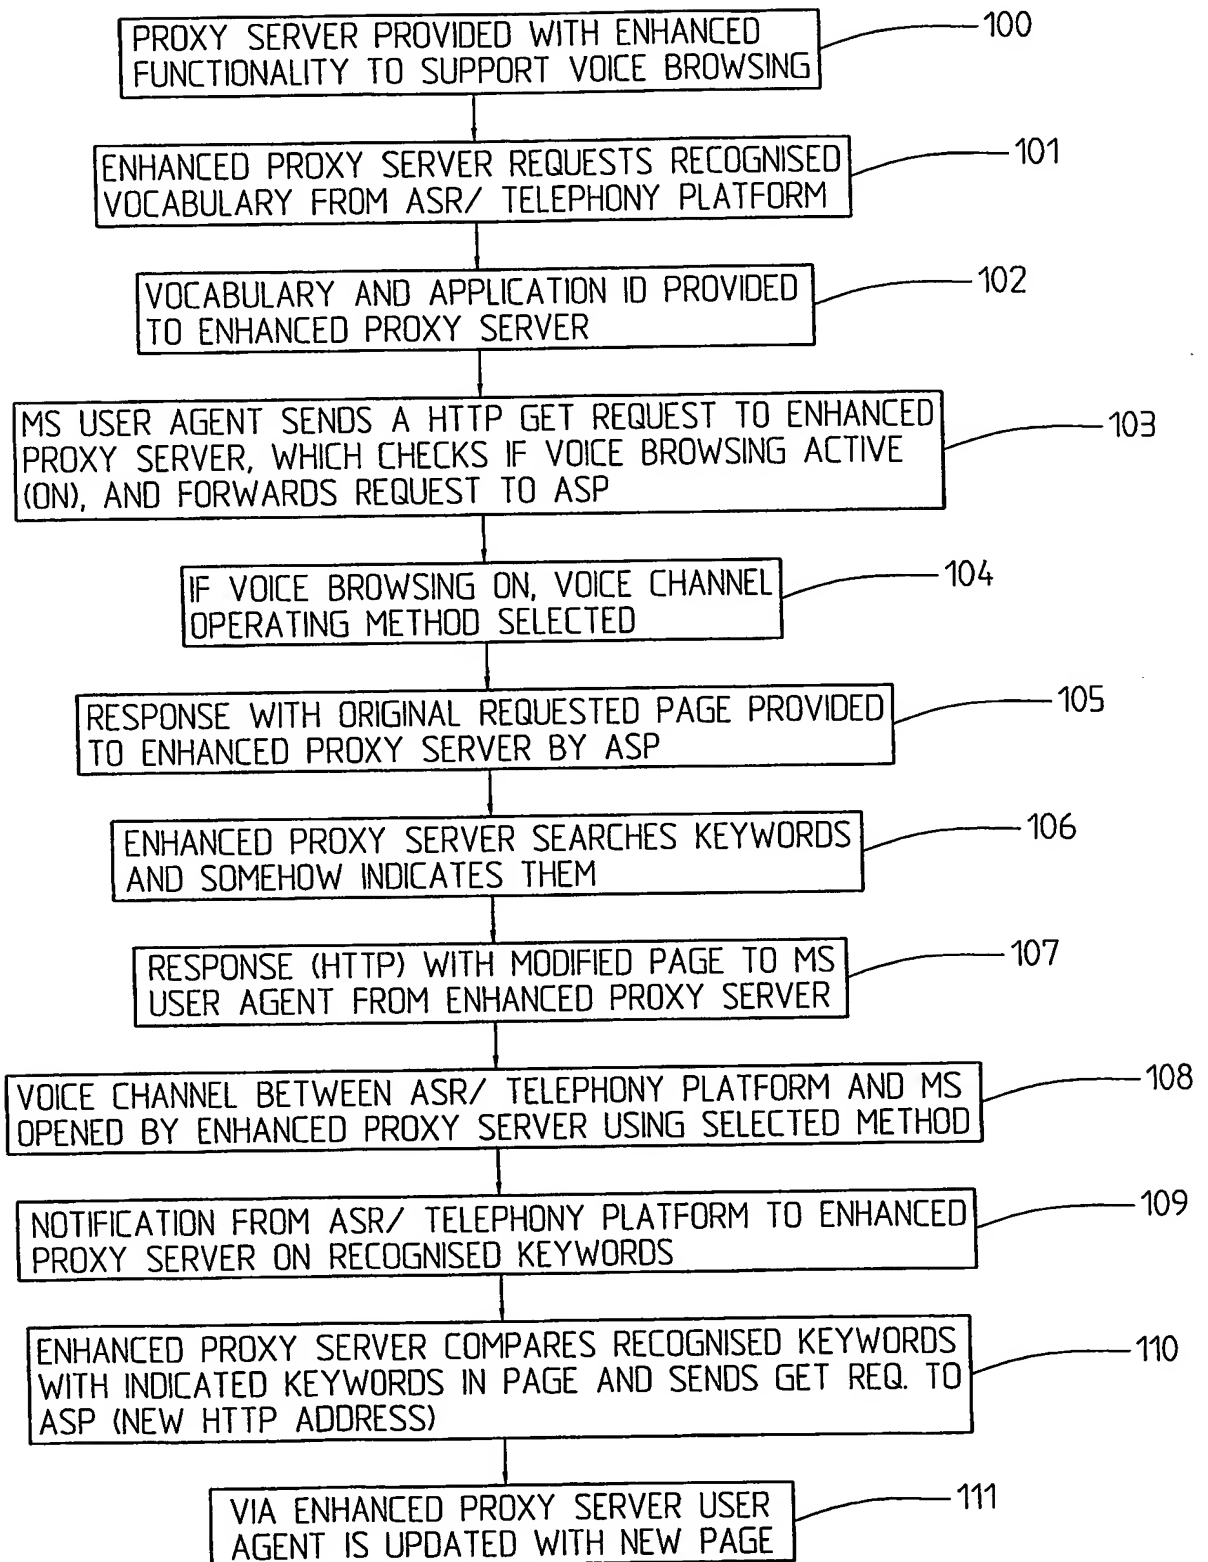 PROXY SERVER PROVIDED WITH ENHANCED
FUNCTIONALITY TO SUPPORT VOICE BROWSING
100
ENHANCED PROXY SERVER REQUESTS RECOGNISED
VOCABULARY FROM ASR/ TELEPHONY PLATFORM
101
VOCABULARY AND APPLICATION ID PROVIDED
TO ENHANCED PROXY SERVER
102
MS USER AGENT SENDS A HTTP GET REQUEST TO ENHANCED
PROXY SERVER, WHICH CHECKS IF VOICE BROWSING ACTIVE
(ON), AND FORWARDS REQUEST TO ASP
103
IF VOICE BROWSING ON, VOICE CHANNEL
OPERATING METHOD SELECTED
104
RESPONSE WITH ORIGINAL REQUESTED PAGE PROVIDED
TO ENHANCED PROXY SERVER BY ASP
105
ENHANCED PROXY SERVER SEARCHES KEYWORDS
AND SOMEHOW INDICATES THEM
106
RESPONSE (HTTP) WITH MODIFIED PAGE TO MS
USER AGENT FROM ENHANCED PROXY SERVER
107
VOICE CHANNEL BETWEEN ASR/ TELEPHONY PLATFORM AND MS
OPENED BY ENHANCED PROXY SERVER USING SELECTED METHOD
108
NOTIFICATION FROM ASR/ TELEPHONY PLATFORM TO ENHANCED
PROXY SERVER ON RECOGNISED KEYWORDS
109
ENHANCED PROXY SERVER COMPARES RECOGNISED KEYWORDS
WITH INDICATED KEYWORDS IN PAGE AND SENDS GET REQ. TO
ASP (NEW HTTP ADDRESS)
110
VIA ENHANCED PROXY SERVER USER
AGENT IS UPDATED WITH NEW PAGE
111